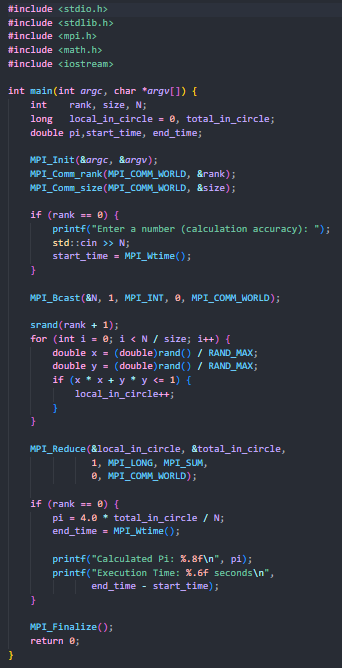 #include <stdio.h>
#include <stdlib.h>
#include <mpi.h>
#include <math.h>
#include <iostream>

int main(int argc, char *argv[]) {
    int    rank, size, N;
    long   local_in_circle = 0, total_in_circle;
    double pi,start_time, end_time;

    MPI_Init(&argc, &argv);
    MPI_Comm_rank(MPI_COMM_WORLD, &rank);
    MPI_Comm_size(MPI_COMM_WORLD, &size);

    if (rank == 0) {
        printf("Enter a number (calculation accuracy): ");
        std::cin >> N;
        start_time = MPI_Wtime();
    }

    MPI_Bcast(&N, 1, MPI_INT, 0, MPI_COMM_WORLD);

    srand(rank + 1);
    for (int i = 0; i < N / size; i++) {
        double x = (double)rand() / RAND_MAX;
        double y = (double)rand() / RAND_MAX;
        if (x * x + y * y <= 1) {
            local_in_circle++;
        }
    }

    MPI_Reduce(&local_in_circle, &total_in_circle,
               1, MPI_LONG, MPI_SUM,
               0, MPI_COMM_WORLD);

    if (rank == 0) {
        pi = 4.0 * total_in_circle / N;
        end_time = MPI_Wtime();

        printf("Calculated Pi: %.8f\n", pi);
        printf("Execution Time: %.6f seconds\n",
               end_time - start_time);
    }

    MPI_Finalize();
    return 0;
}